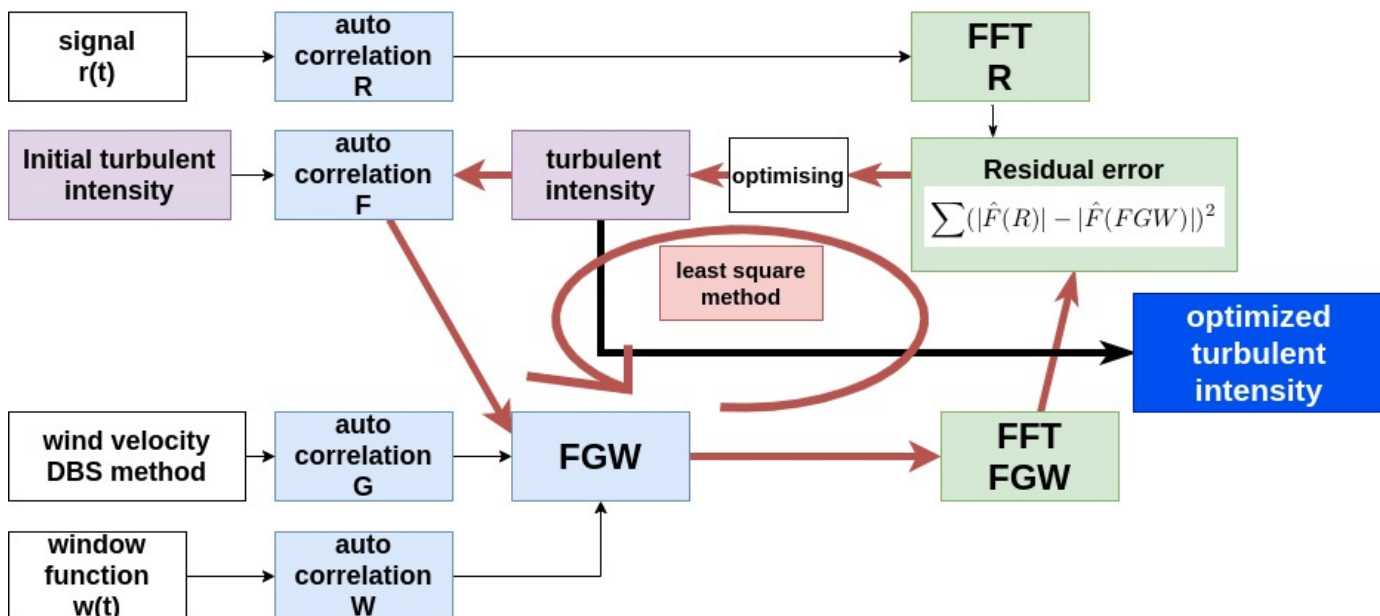 signal
r(t)
auto
correlation
R
FFT
R
Initial turbulent
intensity
auto
correlation
F
turbulent
intensity
optimising
Residual error
∑(|F̂(R)| − |F̂(FGW)|)²
least square
method
optimized
turbulent
intensity
wind velocity
DBS method
auto
correlation
G
FGW
FFT
FGW
window
function
w(t)
auto
correlation
W